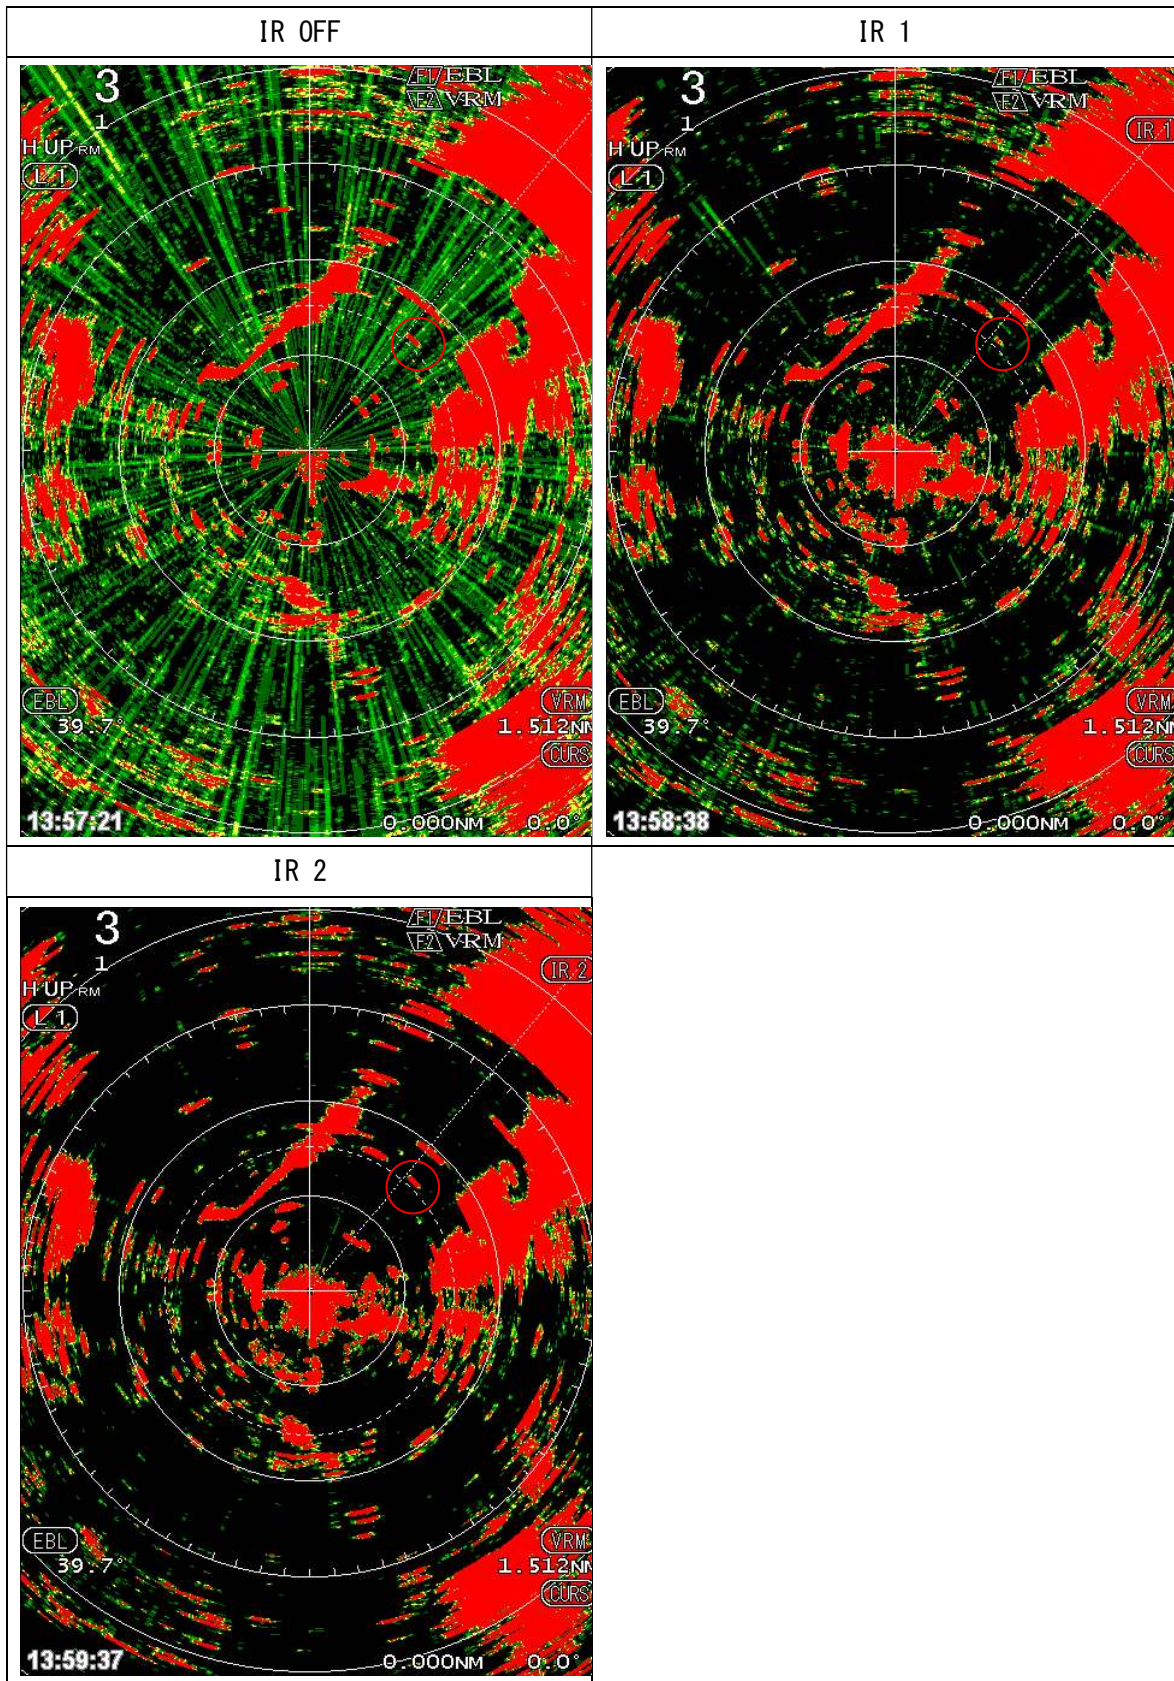 IR OFF
IR 1
3
1
H UP RM
L 1
F1/EBL
F2\VRM
EBL
39.7°
VRM
1.512NM
CURS
13:57:21
0.000NM 0.0°
3
1
H UP RM
L 1
F1/EBL
F2\VRM
IR 1
EBL
39.7°
VRM
1.512NM
CURS
13:58:38
0.000NM 0.0°
IR 2
3
1
H UP RM
L 1
F1/EBL
F2\VRM
IR 2
EBL
39.7°
VRM
1.512NM
CURS
13:59:37
0.000NM 0.0°